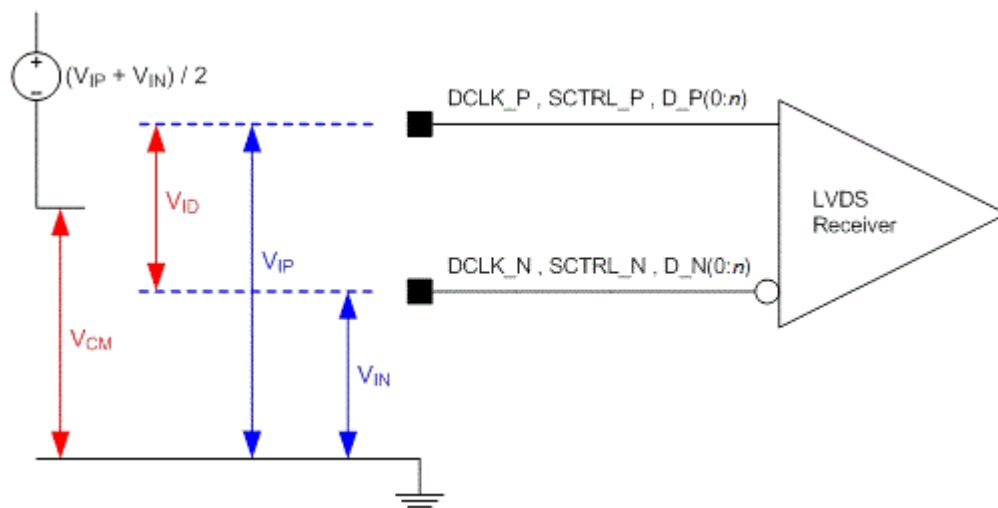 +
(VIP + VIN) / 2
−
DCLK_P , SCTRL_P , D_P(0:n)
VID
LVDS
Receiver
VIP
DCLK_N , SCTRL_N , D_N(0:n)
VCM
VIN